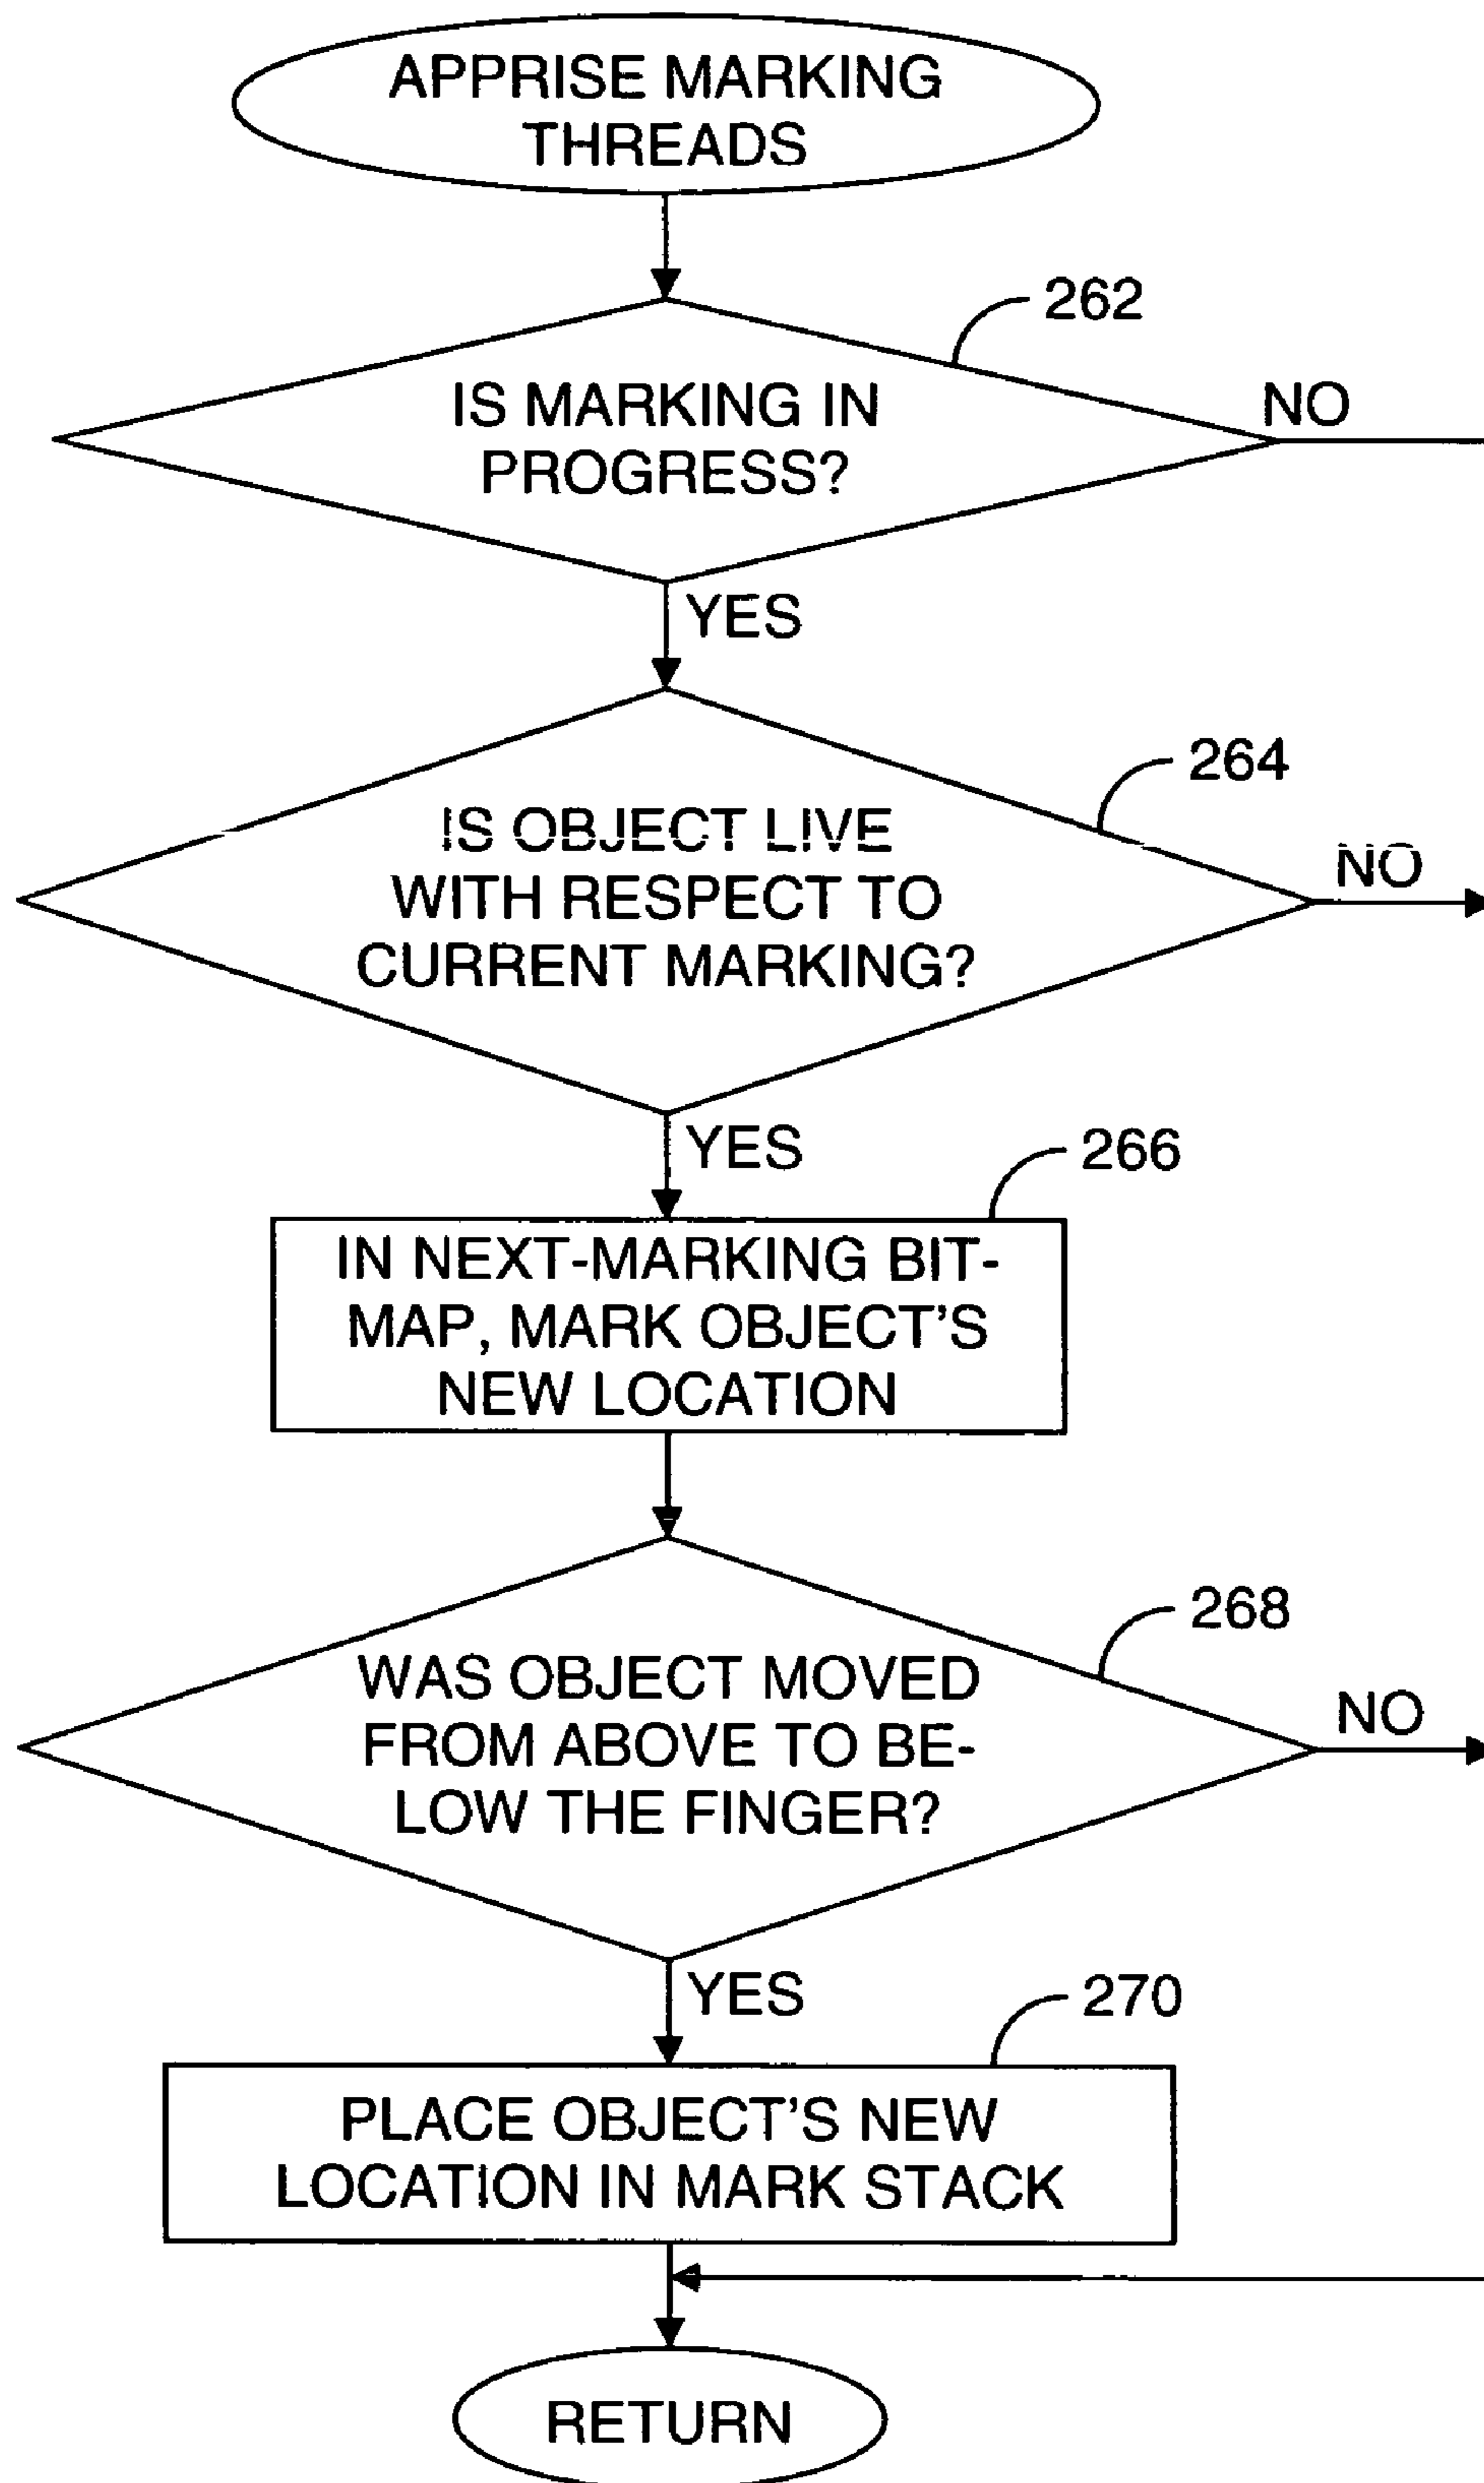 APPRISE MARKING
THREADS
262
IS MARKING IN
PROGRESS?
NO
YES
264
IS OBJECT LIVE
WITH RESPECT TO
CURRENT MARKING?
NO
YES
266
IN NEXT-MARKING BIT-
MAP, MARK OBJECT'S
NEW LOCATION
268
WAS OBJECT MOVED
FROM ABOVE TO BE-
LOW THE FINGER?
NO
YES
270
PLACE OBJECT'S NEW
LOCATION IN MARK STACK
RETURN